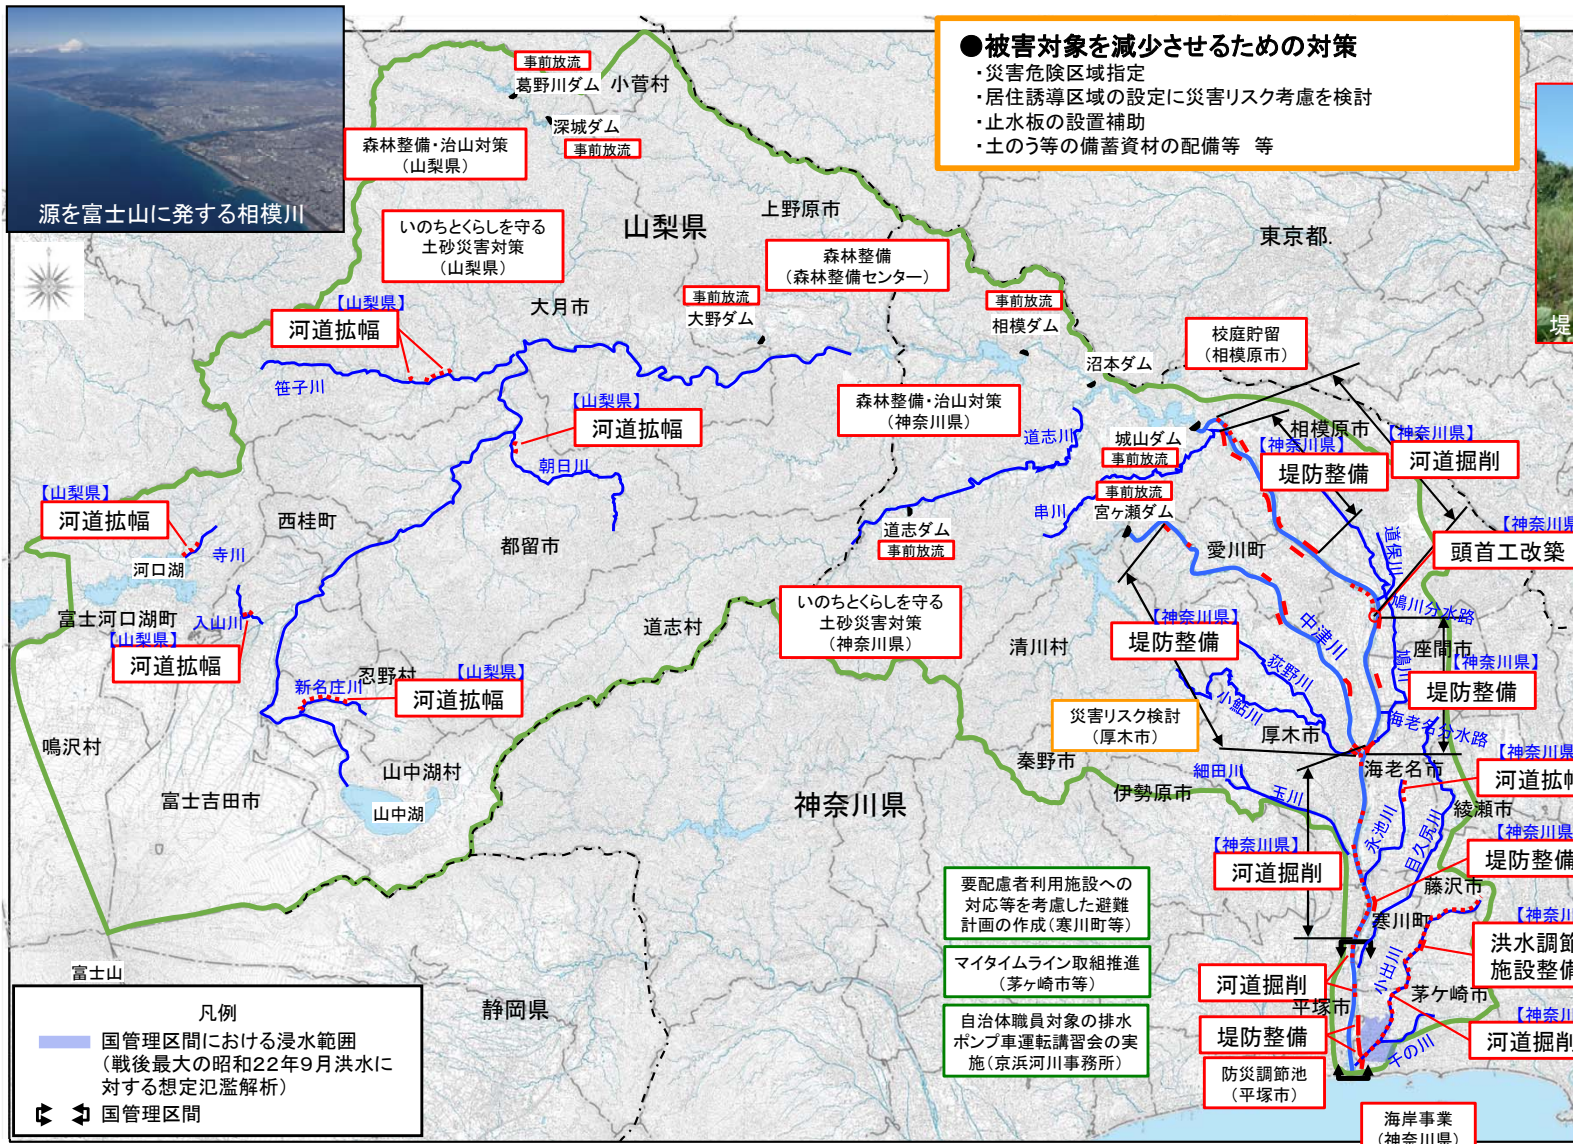 源を富士山に発する相模川
●被害対象を減少させるための対策
・災害危険区域指定
・居住誘導区域の設定に災害リスク考慮を検討
・止水板の設置補助
・土のう等の備蓄資材の配備等 等
堤
事前放流
葛野川ダム
小菅村
深城ダム
事前放流
森林整備・治山対策
(山梨県)
上野原市
山梨県
東京都.
いのちとくらしを守る
土砂災害対策
(山梨県)
森林整備
(森林整備センター)
【山梨県】
河道拡幅
大月市
事前放流
大野ダム
事前放流
相模ダム
校庭貯留
(相模原市)
沼本ダム
笹子川
【山梨県】
河道拡幅
朝日川
森林整備・治山対策
(神奈川県)
道志川
城山ダム
事前放流
相模原市
【神奈川県】
堤防整備
【神奈川県】
河道掘削
【山梨県】
河道拡幅
寺川
河口湖
西桂町
都留市
道志ダム
事前放流
串川
事前放流
宮ヶ瀬ダム
愛川町
道保川
【神奈川県
頭首工改築
鳩川分水路
富士河口湖町
入山川
【山梨県】
河道拡幅
道志村
いのちとくらしを守る
土砂災害対策
(神奈川県)
清川村
【神奈川県】
堤防整備
中津川
荻野川
小鮎川
鳩川
座間市
【神奈川県】
堤防整備
新名庄川
忍野村
【山梨県】
河道拡幅
災害リスク検討
(厚木市)
厚木市
海老名分水路
鳴沢村
山中湖村
山中湖
富士吉田市
神奈川県
秦野市
伊勢原市
細田川
玉川
海老名市
【神奈川県
河道拡幅
綾瀬市
永池川
目久尻川
【神奈川県】
河道掘削
【神奈川県
堤防整備
藤沢市
寒川町
要配慮者利用施設への
対応等を考慮した避難
計画の作成(寒川町等)
マイタイムライン取組推進
(茅ヶ崎市等)
自治体職員対象の排水
ポンプ車運転講習会の実
施(京浜河川事務所)
【神奈川
洪水調節
施設整備
小出川
河道掘削
平塚市
茅ケ崎市
堤防整備
千の川
【神奈川
河道掘削
防災調節池
(平塚市)
海岸事業
(神奈川県)
富士山
静岡県
凡例
国管理区間における浸水範囲
(戦後最大の昭和22年9月洪水に
対する想定氾濫解析)
国管理区間